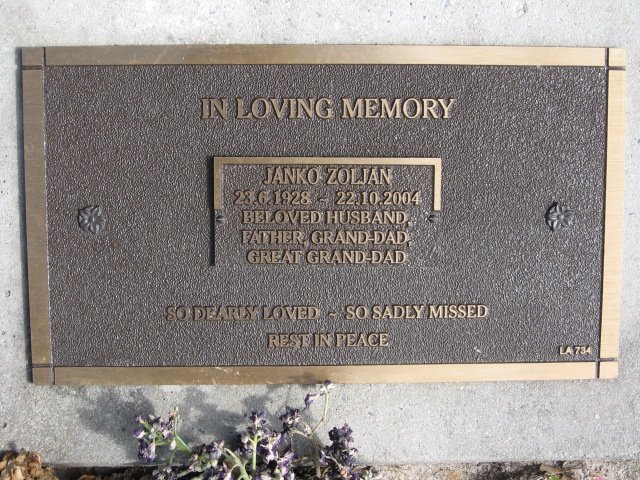 IN LOVING MEMORY
JANKO ZOLJAN
23.6.1928 ~ 22.10.2004
BELOVED HUSBAND,
FATHER, GRAND-DAD,
GREAT GRAND-DAD
SO DEARLY LOVED ~ SO SADLY MISSED
REST IN PEACE
LA 734